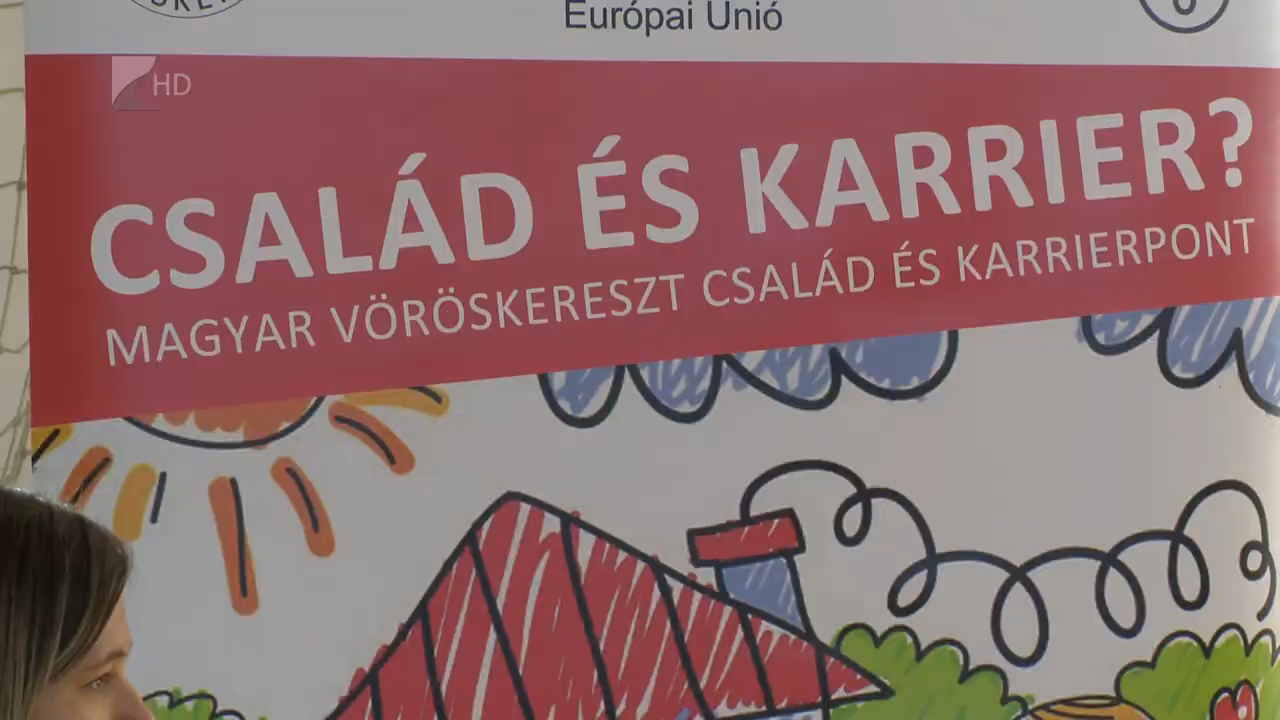 Európai Unió
HD
CSALÁD ÉS KARRIER?
MAGYAR VÖRÖSKERESZT CSALÁD ÉS KARRIERPONT